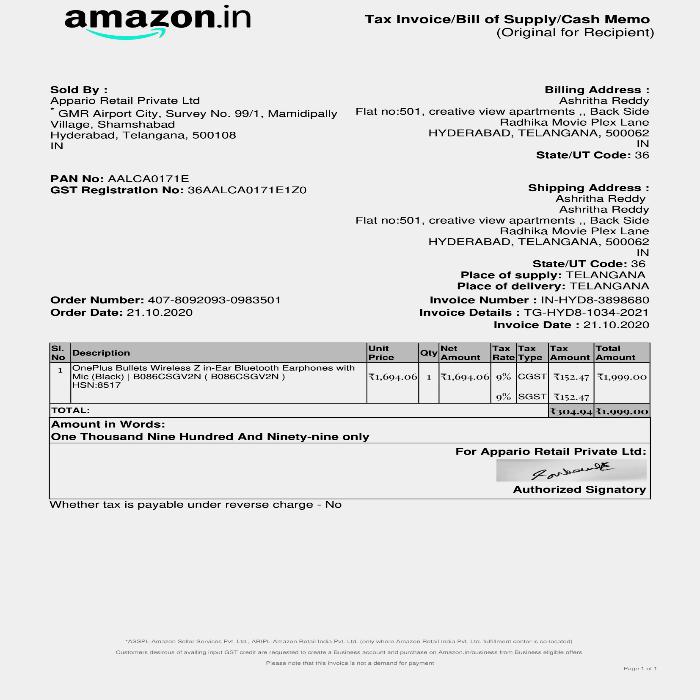 amazon.in
Tax Invoice/Bill of Supply/Cash Memo
(Original for Recipient)
Sold By :
Appario Retail Private Ltd
* GMR Airport City, Survey No. 99/1, Mamidipally
Village, Shamshabad
Hyderabad, Telangana, 500108
IN
PAN No: AALCA0171E
GST Registration No: 36AALCA0171E1Z0
Billing Address :
Ashritha Reddy
Flat no:501, creative view apartments ,, Back Side
Radhika Movie Plex Lane
HYDERABAD, TELANGANA, 500062
IN
State/UT Code: 36
Shipping Address :
Ashritha Reddy
Ashritha Reddy
Flat no:501, creative view apartments ,, Back Side
Radhika Movie Plex Lane
HYDERABAD, TELANGANA, 500062
IN
State/UT Code: 36
Place of supply: TELANGANA
Place of delivery: TELANGANA
Order Number: 407-8092093-0983501
Order Date: 21.10.2020
Invoice Number : IN-HYD8-3898680
Invoice Details : TG-HYD8-1034-2021
Invoice Date : 21.10.2020
Sl. No Description Unit Price Qty Net Amount Tax Rate Tax Type Tax Amount Total Amount
1 OnePlus Bullets Wireless Z in-Ear Bluetooth Earphones with
Mic (Black) | B086CSGV2N ( B086CSGV2N ) ₹1,694.06 1 ₹1,694.06 9% CGST ₹152.47 ₹1,999.00
HSN:8517
9% SGST ₹152.47
TOTAL: ₹304.94 ₹1,999.00
Amount in Words:
One Thousand Nine Hundred And Ninety-nine only
For Appario Retail Private Ltd:
Authorized Signatory
Whether tax is payable under reverse charge - No
*ASSPL-Amazon Seller Services Pvt. Ltd., ARIPL-Amazon Retail India Pvt. Ltd. (only where Amazon Retail India Pvt. Ltd. fulfillment center is co-located)
Customers desirous of availing input GST credit are requested to create a Business account and purchase on Amazon.in/business from Business eligible offers
Please note that this invoice is not a demand for payment
Page 1 of 1